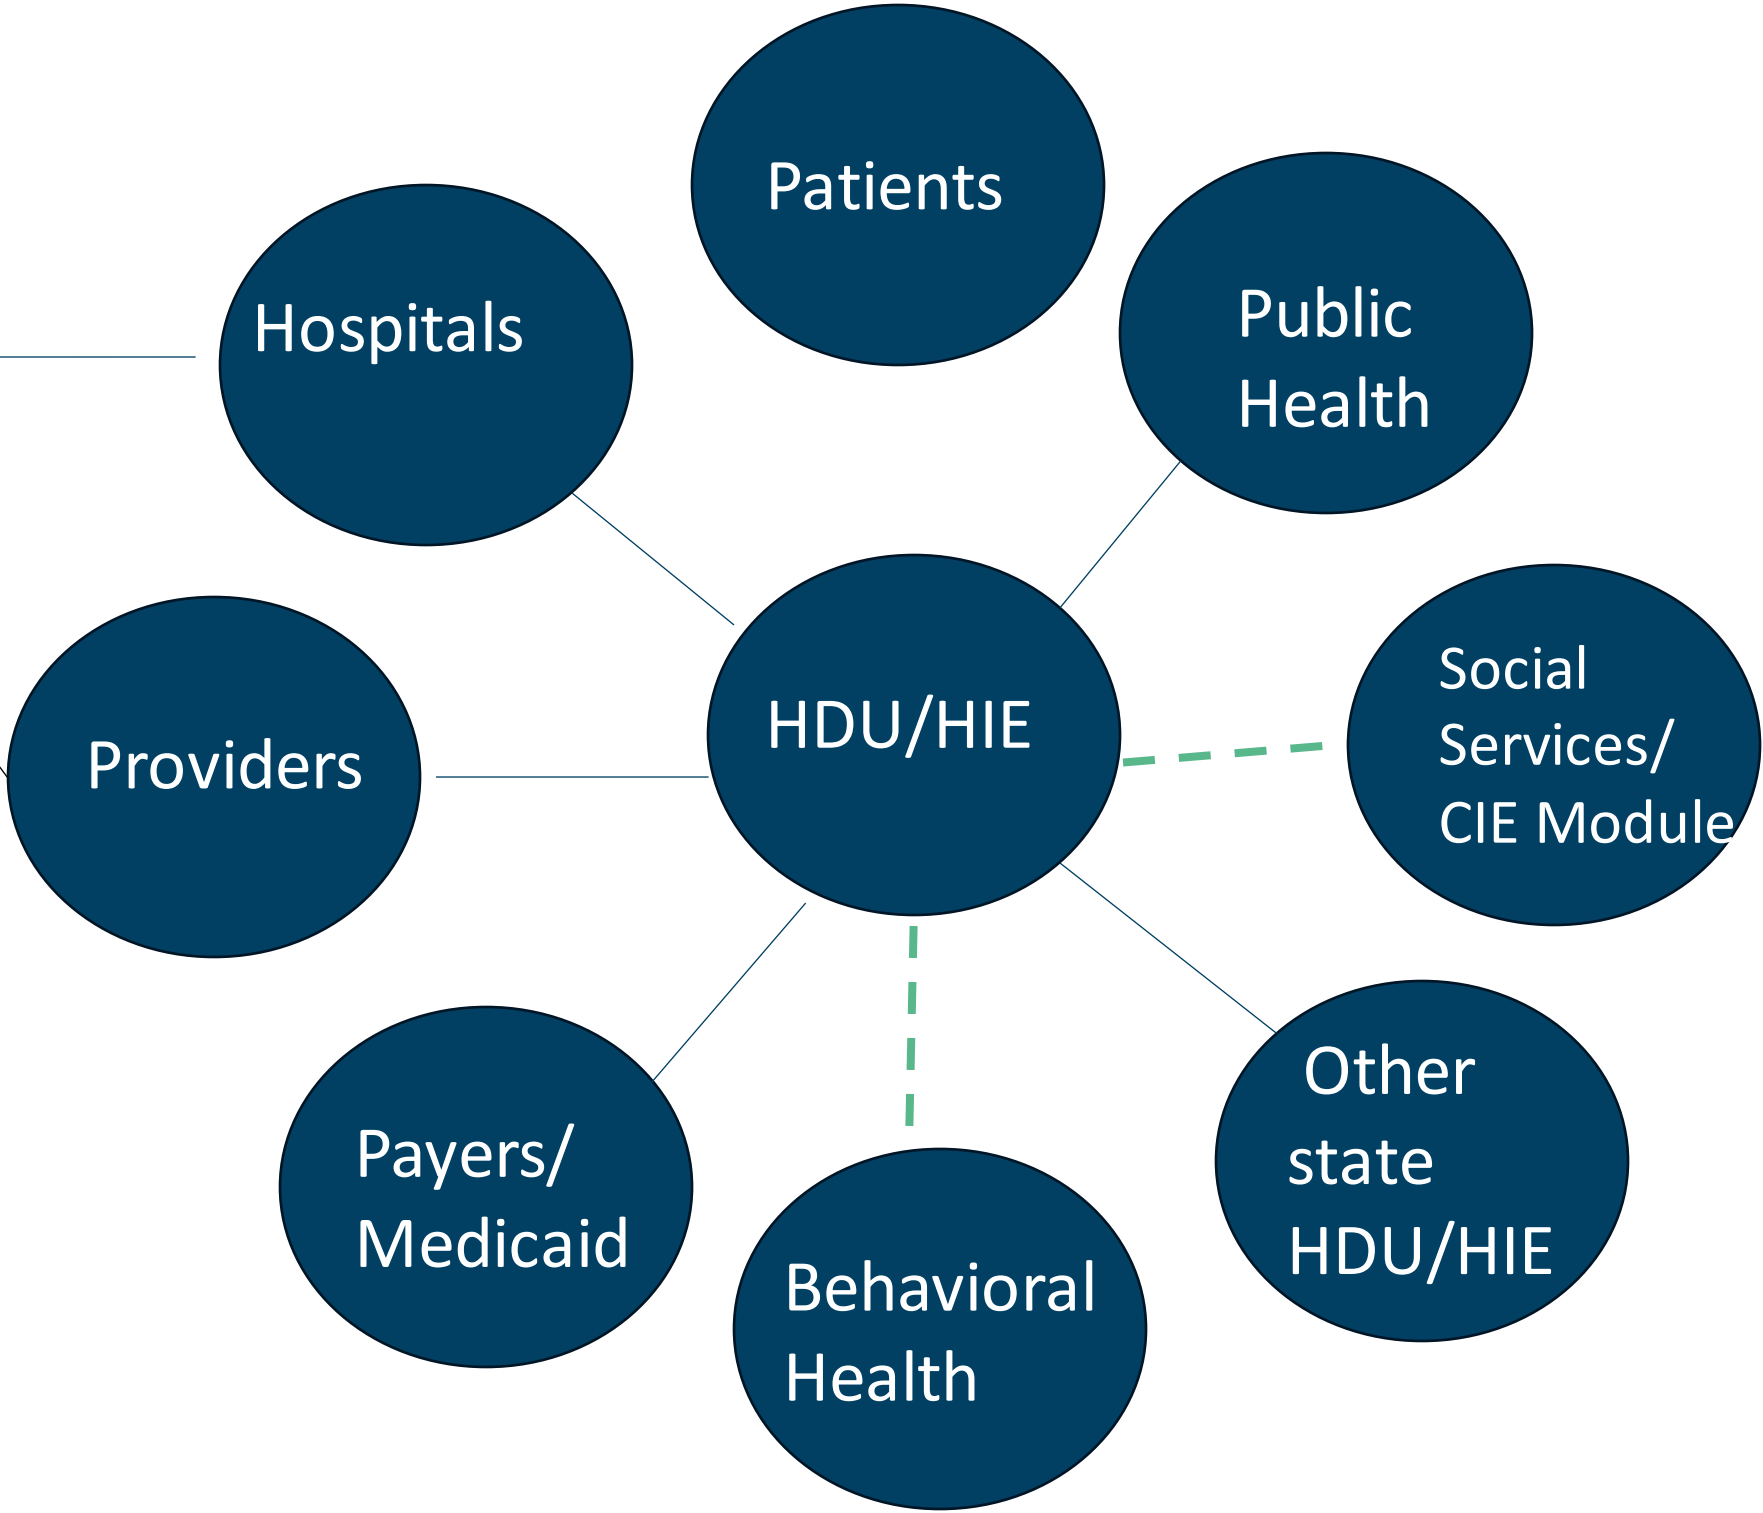 Patients
Hospitals
Public
Health
HDU/HIE
Social
Services/
CIE Module
Providers
Other
state
HDU/HIE
Payers/
Medicaid
Behavioral
Health